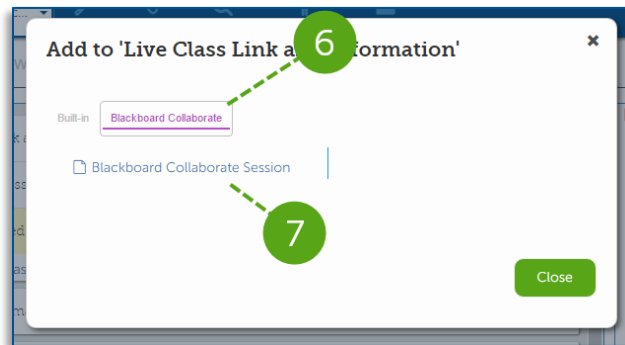 Add to 'Live Class Link a 6 formation'
Built-in Blackboard Collaborate
Blackboard Collaborate Session
7
Close